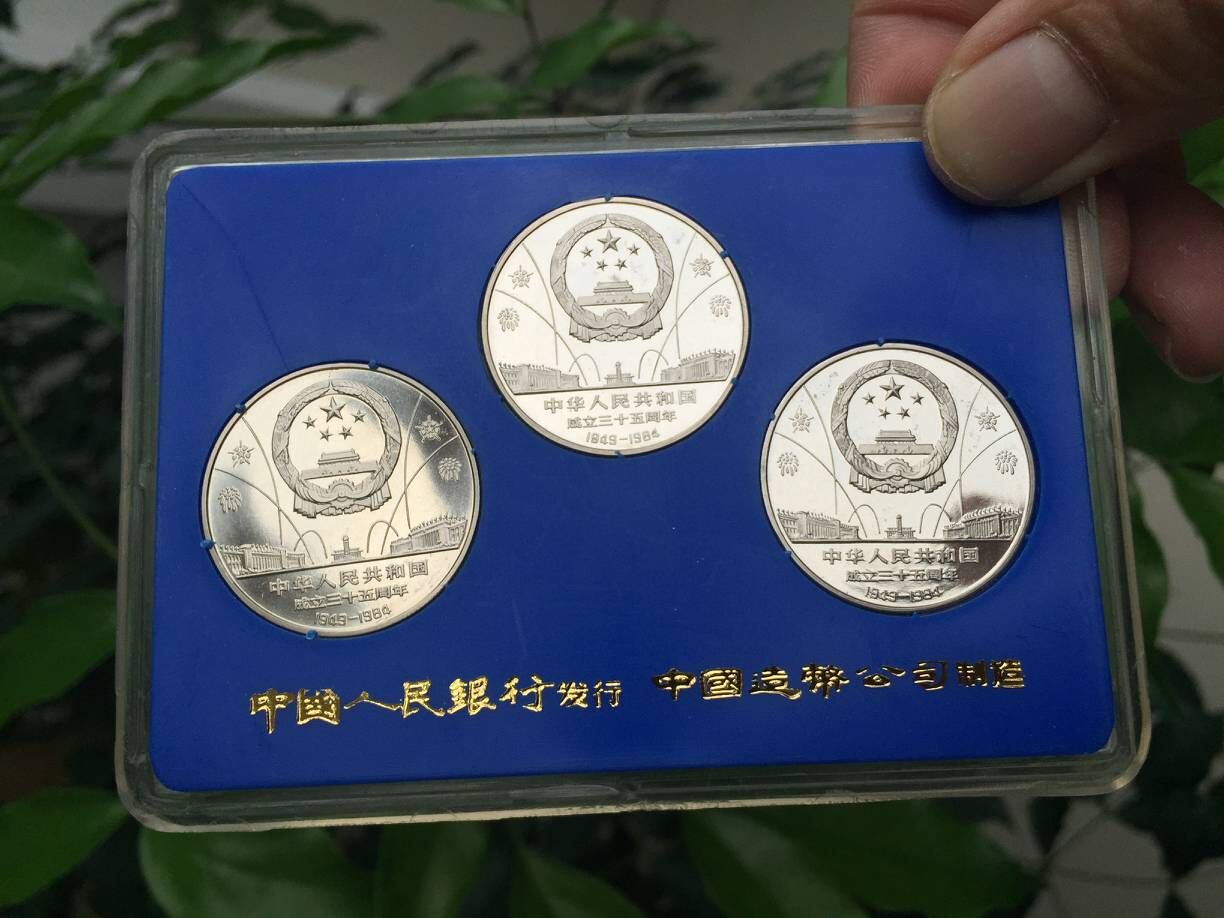 中华人民共和国
成立三十五周年
1949-1984
中华人民共和国
成立三十五周年
1949-1984
中华人民共和国
成立三十五周年
1949-1984
中國人民銀行发行 中國造幣公司制造